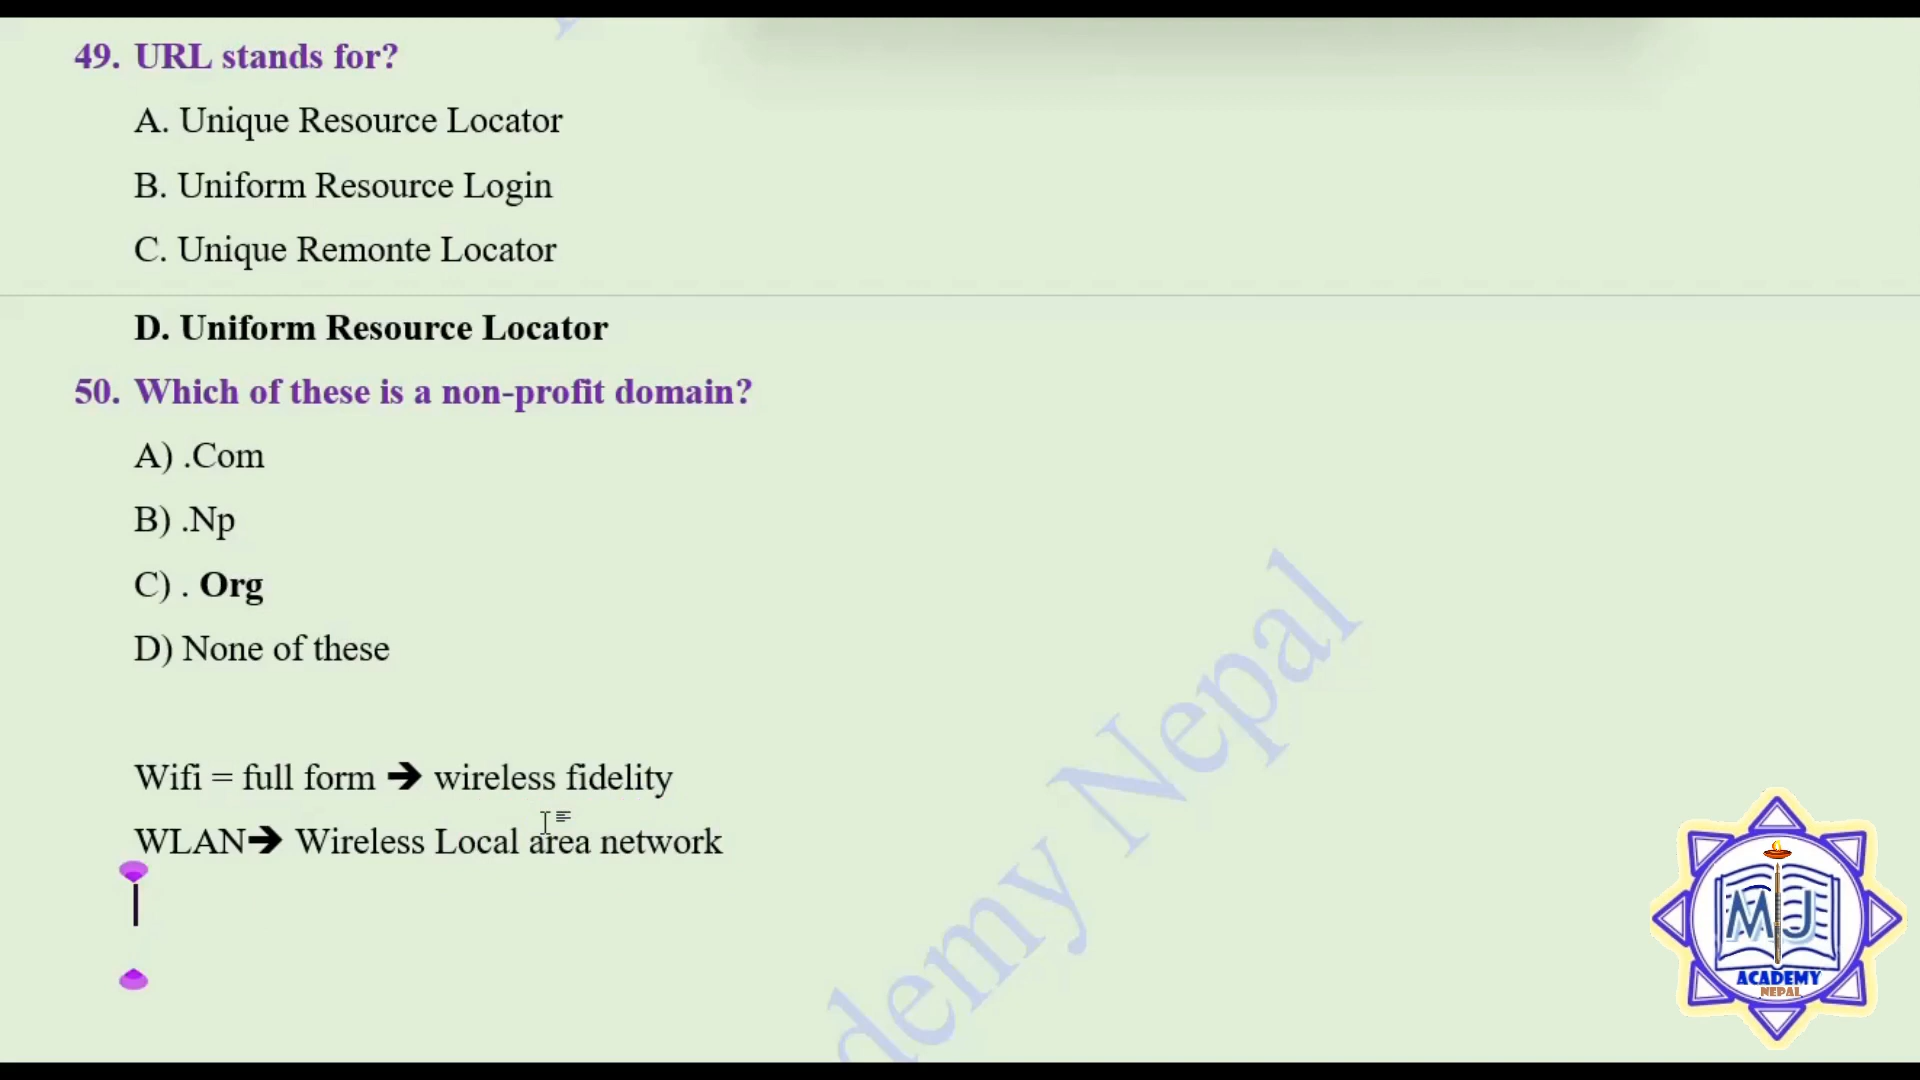 49. URL stands for?
A. Unique Resource Locator
B. Uniform Resource Login
C. Unique Remonte Locator
D. Uniform Resource Locator
50. Which of these is a non-profit domain?
A) .Com
B) .Np
C) . Org
D) None of these
Wifi = full form ➔ wireless fidelity
WLAN➔ Wireless Local area network
demy Nepal
MJ
ACADEMY
NEPAL